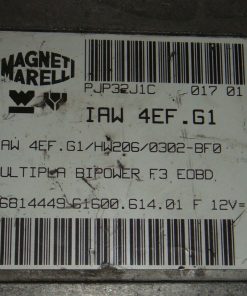 MAGNETI
MARELLI
PJP32J1C 017 01
IAW 4EF.G1
AW 4EF.G1/HW206/0302-BF0
ULTIPLA BIPOWER F3 EOBD
6814449 61600.614.01 F 12V=